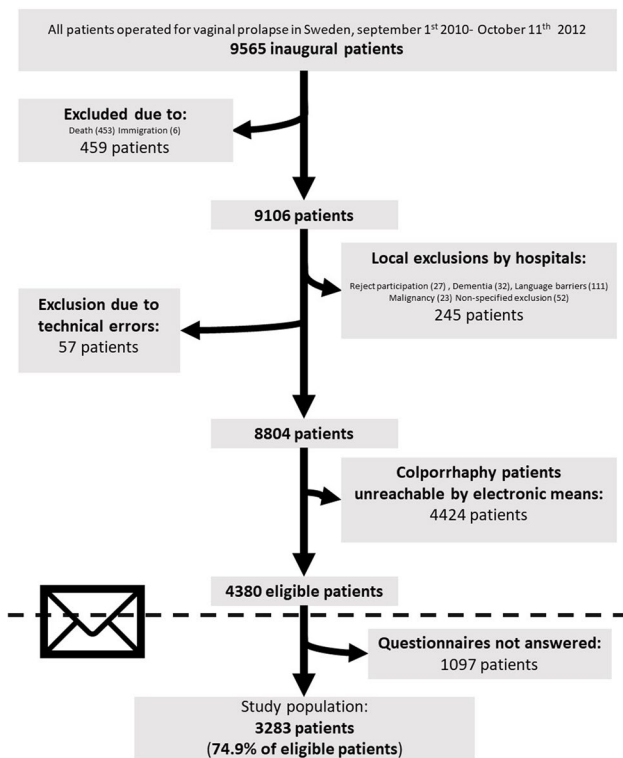 All patients operated for vaginal prolapse in Sweden, september 1st 2010- October 11th 2012
9565 inaugural patients
Excluded due to:
Death (453) Immigration (6)
459 patients
9106 patients
Local exclusions by hospitals:
Reject participation (27) , Dementia (32), Language barriers (111)
Malignancy (23) Non-specified exclusion (52)
245 patients
Exclusion due to
technical errors:
57 patients
8804 patients
Colporrhaphy patients
unreachable by electronic means:
4424 patients
4380 eligible patients
Questionnaires not answered:
1097 patients
Study population:
3283 patients
(74.9% of eligible patients)